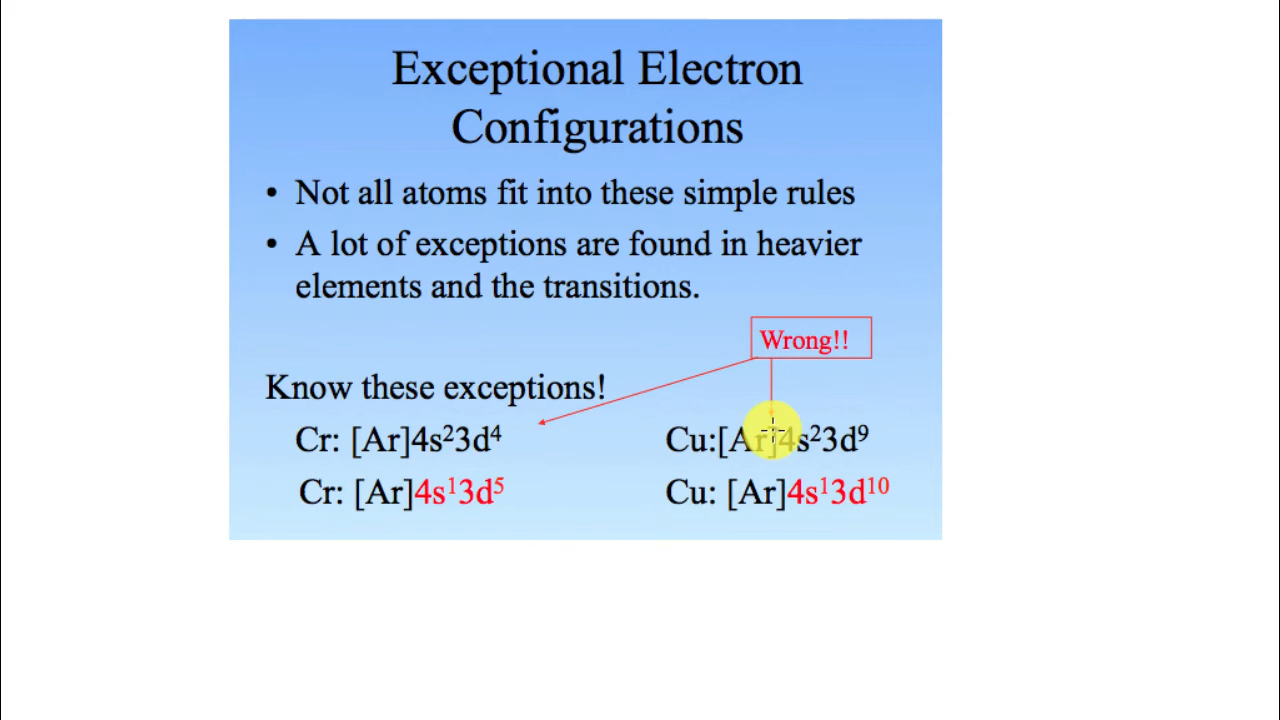 Exceptional Electron
Configurations
• Not all atoms fit into these simple rules
• A lot of exceptions are found in heavier
elements and the transitions.
Wrong!!
Know these exceptions!
Cr: [Ar]4s²3d⁴
Cu:[Ar]4s²3d⁹
Cr: [Ar]4s¹3d⁵
Cu: [Ar]4s¹3d¹⁰